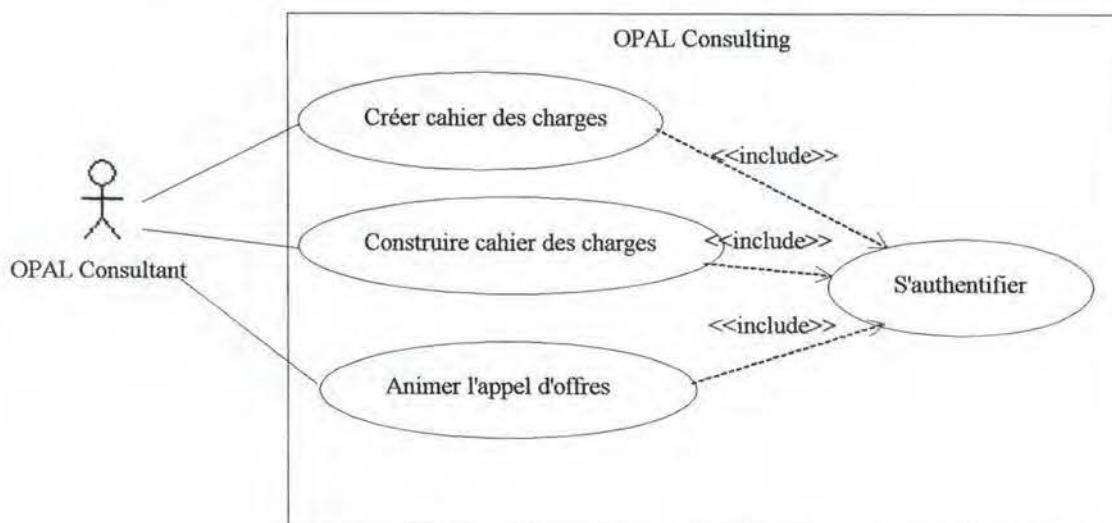 OPAL Consulting
Créer cahier des charges
<<include>>
Construire cahier des charges
<<include>>
OPAL Consultant
S'authentifier
<<include>>
Animer l'appel d'offres